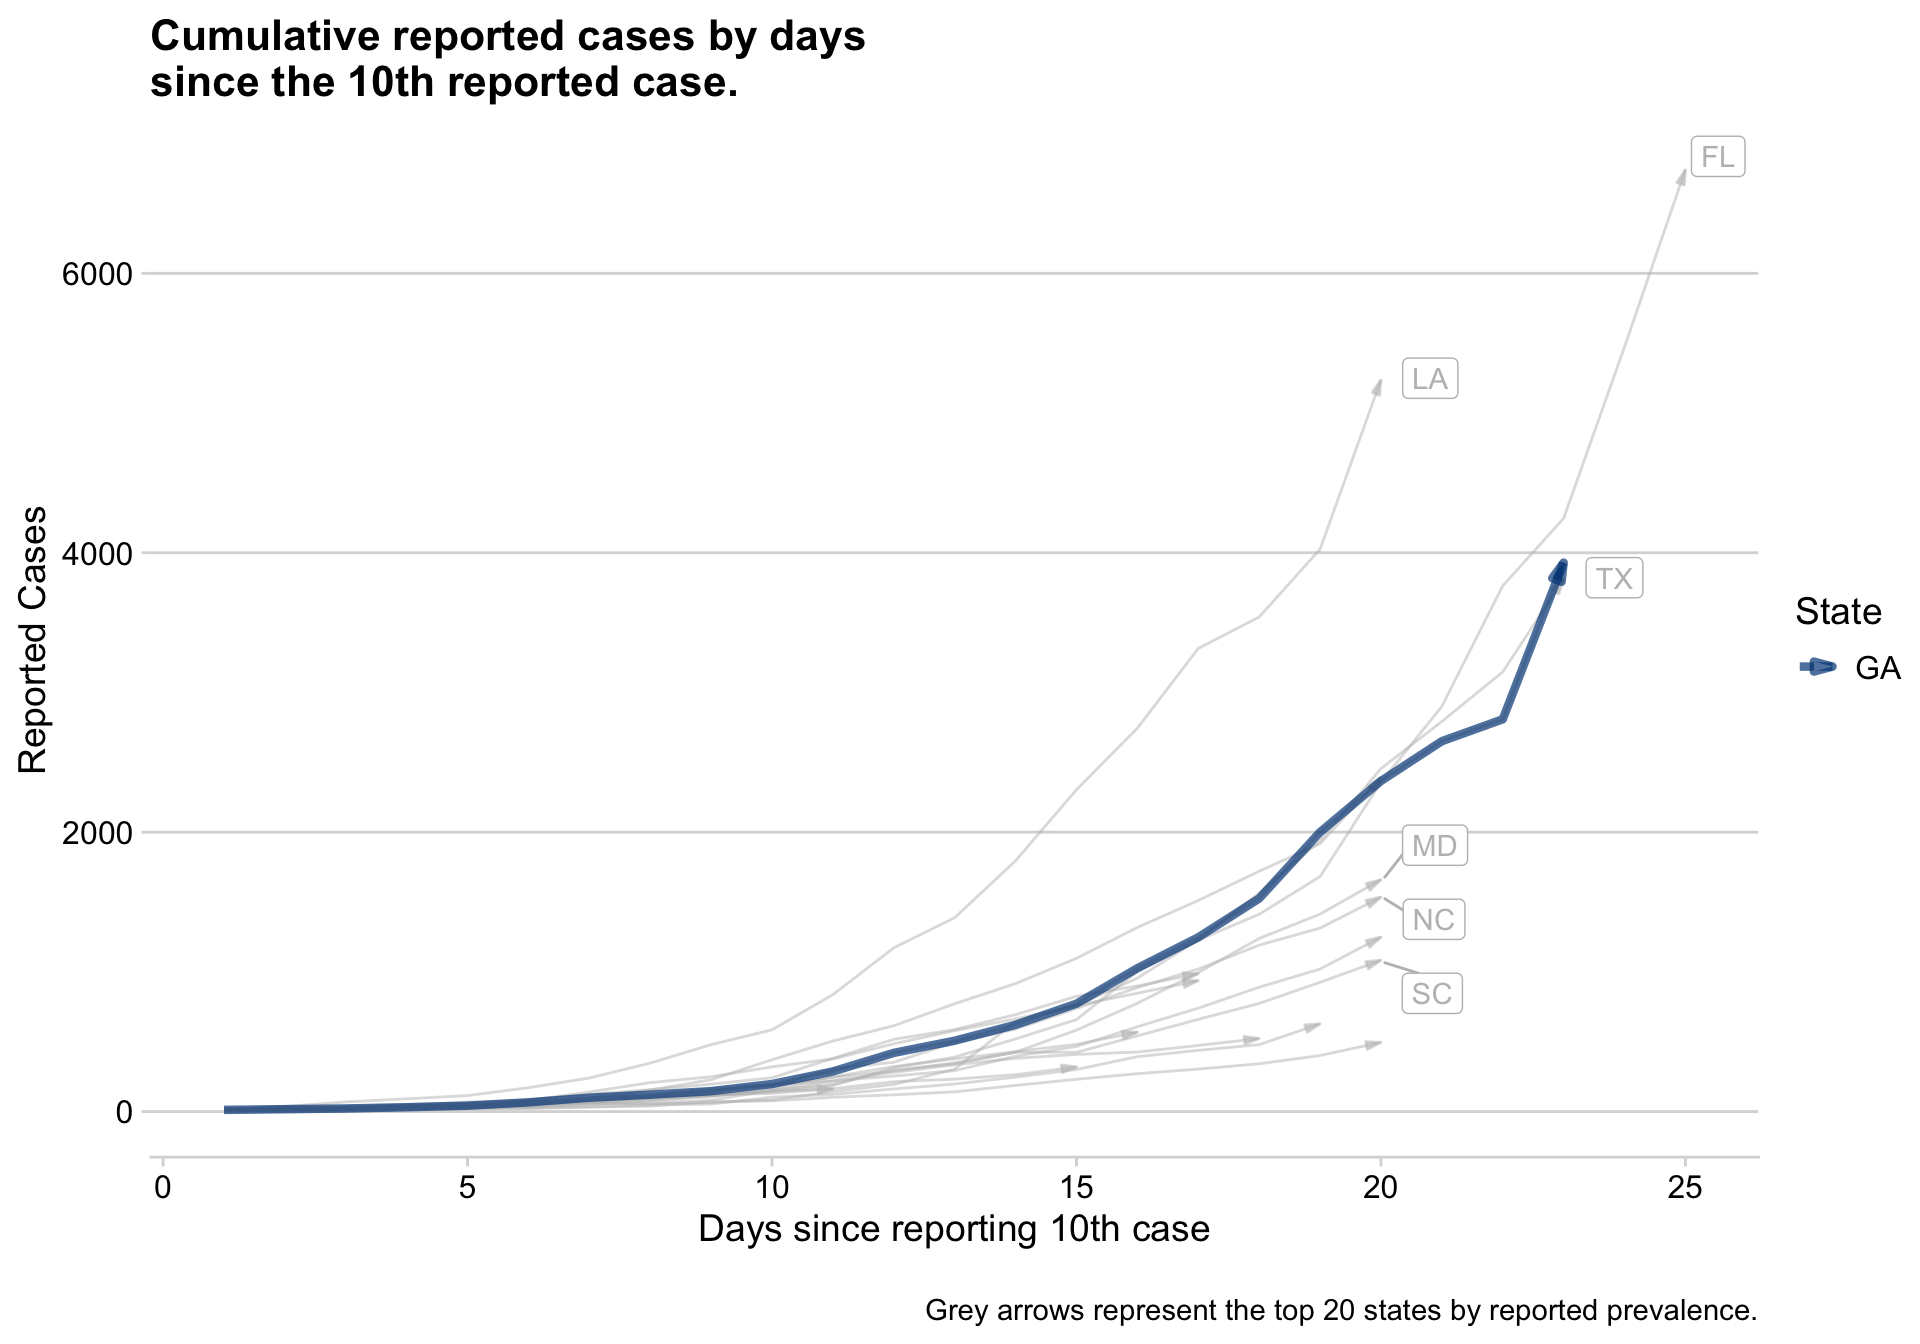 Cumulative reported cases by days
since the 10th reported case.
FL
6000
LA
4000
TX
Reported Cases
State
GA
2000
MD
NC
SC
0
0 5 10 15 20 25
Days since reporting 10th case
Grey arrows represent the top 20 states by reported prevalence.